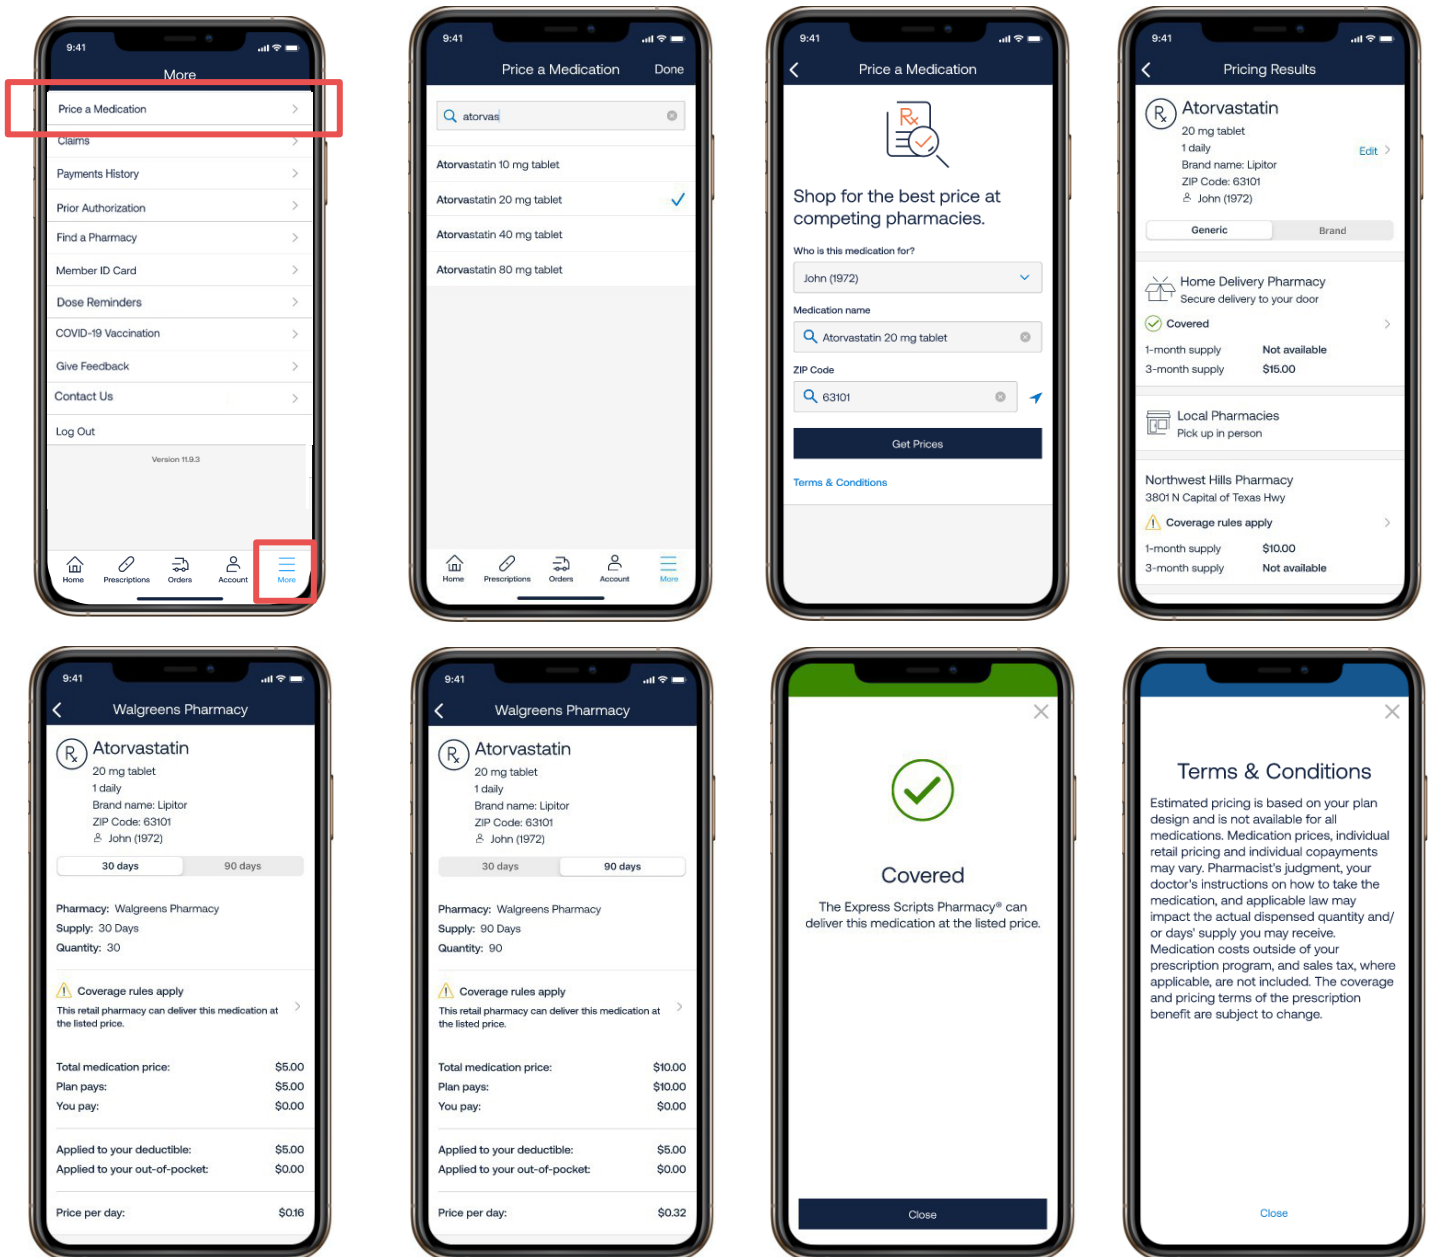 9:41
More
Price a Medication
Claims
Payments History
Prior Authorization
Find a Pharmacy
Member ID Card
Dose Reminders
COVID-19 Vaccination
Give Feedback
Contact Us
Log Out
Version 11.9.3
Home Prescriptions Orders Account More
9:41
Price a Medication Done
atorvas
Atorvastatin 10 mg tablet
Atorvastatin 20 mg tablet
Atorvastatin 40 mg tablet
Atorvastatin 80 mg tablet
Home Prescriptions Orders Account More
9:41
Price a Medication
Rx
Shop for the best price at
competing pharmacies.
Who is this medication for?
John (1972)
Medication name
Atorvastatin 20 mg tablet
ZIP Code
63101
Get Prices
Terms & Conditions
9:41
Pricing Results
Rx Atorvastatin
20 mg tablet
1 daily
Edit
Brand name: Lipitor
ZIP Code: 63101
John (1972)
Generic Brand
Home Delivery Pharmacy
Secure delivery to your door
Covered
1-month supply Not available
3-month supply $15.00
Local Pharmacies
Pick up in person
Northwest Hills Pharmacy
3801 N Capital of Texas Hwy
Coverage rules apply
1-month supply $10.00
3-month supply Not available
9:41
Walgreens Pharmacy
Rx Atorvastatin
20 mg tablet
1 daily
Brand name: Lipitor
ZIP Code: 63101
John (1972)
30 days 90 days
Pharmacy: Walgreens Pharmacy
Supply: 30 Days
Quantity: 30
Coverage rules apply
This retail pharmacy can deliver this medication at
the listed price.
Total medication price: $5.00
Plan pays: $5.00
You pay: $0.00
Applied to your deductible: $5.00
Applied to your out-of-pocket: $0.00
Price per day: $0.16
9:41
Walgreens Pharmacy
Rx Atorvastatin
20 mg tablet
1 daily
Brand name: Lipitor
ZIP Code: 63101
John (1972)
30 days 90 days
Pharmacy: Walgreens Pharmacy
Supply: 90 Days
Quantity: 90
Coverage rules apply
This retail pharmacy can deliver this medication at
the listed price.
Total medication price: $10.00
Plan pays: $10.00
You pay: $0.00
Applied to your deductible: $5.00
Applied to your out-of-pocket: $0.00
Price per day: $0.32
Covered
The Express Scripts Pharmacy® can
deliver this medication at the listed price.
Close
Terms & Conditions
Estimated pricing is based on your plan
design and is not available for all
medications. Medication prices, individual
retail pricing and individual copayments
may vary. Pharmacist's judgment, your
doctor's instructions on how to take the
medication, and applicable law may
impact the actual dispensed quantity and/
or days' supply you may receive.
Medication costs outside of your
prescription program, and sales tax, where
applicable, are not included. The coverage
and pricing terms of the prescription
benefit are subject to change.
Close